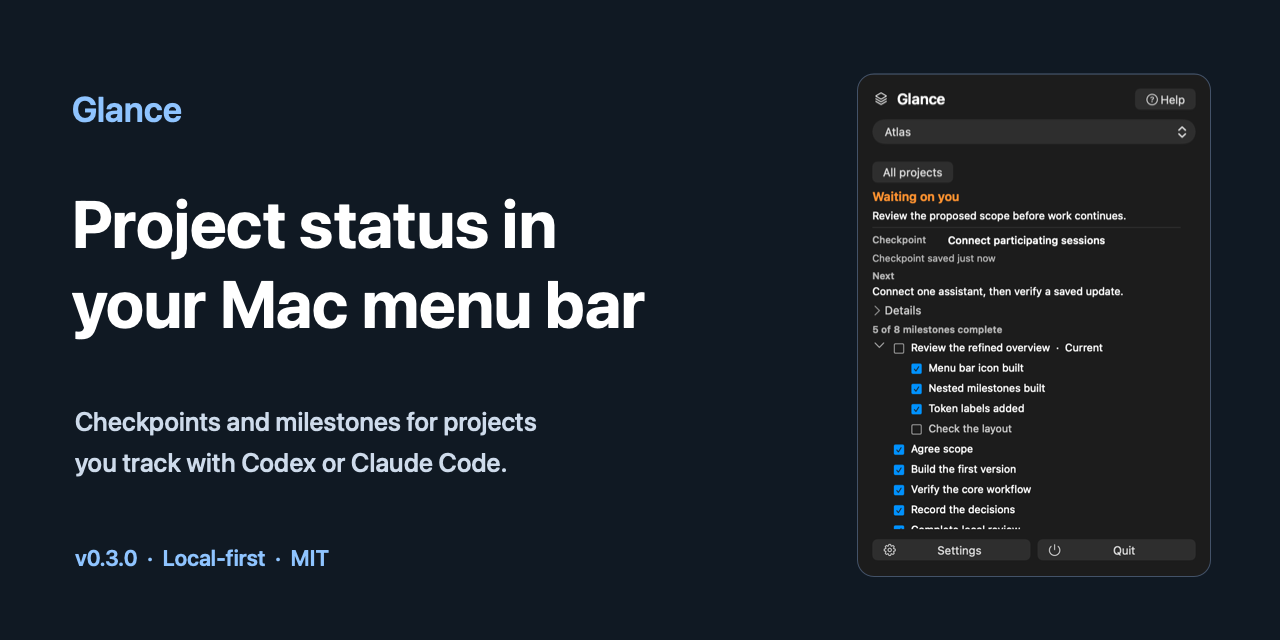 Glance
Project status in
your Mac menu bar
Checkpoints and milestones for projects
you track with Codex or Claude Code.
v0.3.0 · Local-first · MIT
Glance
Help
Atlas
All projects
Waiting on you
Review the proposed scope before work continues.
Checkpoint Connect participating sessions
Checkpoint saved just now
Next
Connect one assistant, then verify a saved update.
Details
5 of 8 milestones complete
Review the refined overview · Current
Menu bar icon built
Nested milestones built
Token labels added
Check the layout
Agree scope
Build the first version
Verify the core workflow
Record the decisions
Complete local review
Settings
Quit